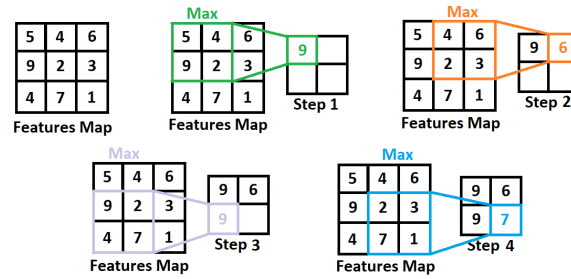 Max
5 4 6
9 2 3
4 7 1
Features Map
5 4 6
9 2 3
4 7 1
Features Map
9
Step 1
Max
5 4 6
9 2 3
4 7 1
Features Map
9 6
Step 2
Max
5 4 6
9 2 3
4 7 1
Features Map
9 6
9
Step 3
Max
5 4 6
9 2 3
4 7 1
Features Map
9 6
9 7
Step 4